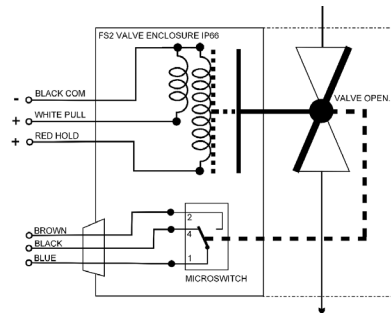 FS2 VALVE ENCLOSURE IP66
- BLACK COM
+ WHITE PULL
+ RED HOLD
VALVE OPEN.
BROWN
BLACK
BLUE
2
4
1
MICROSWITCH